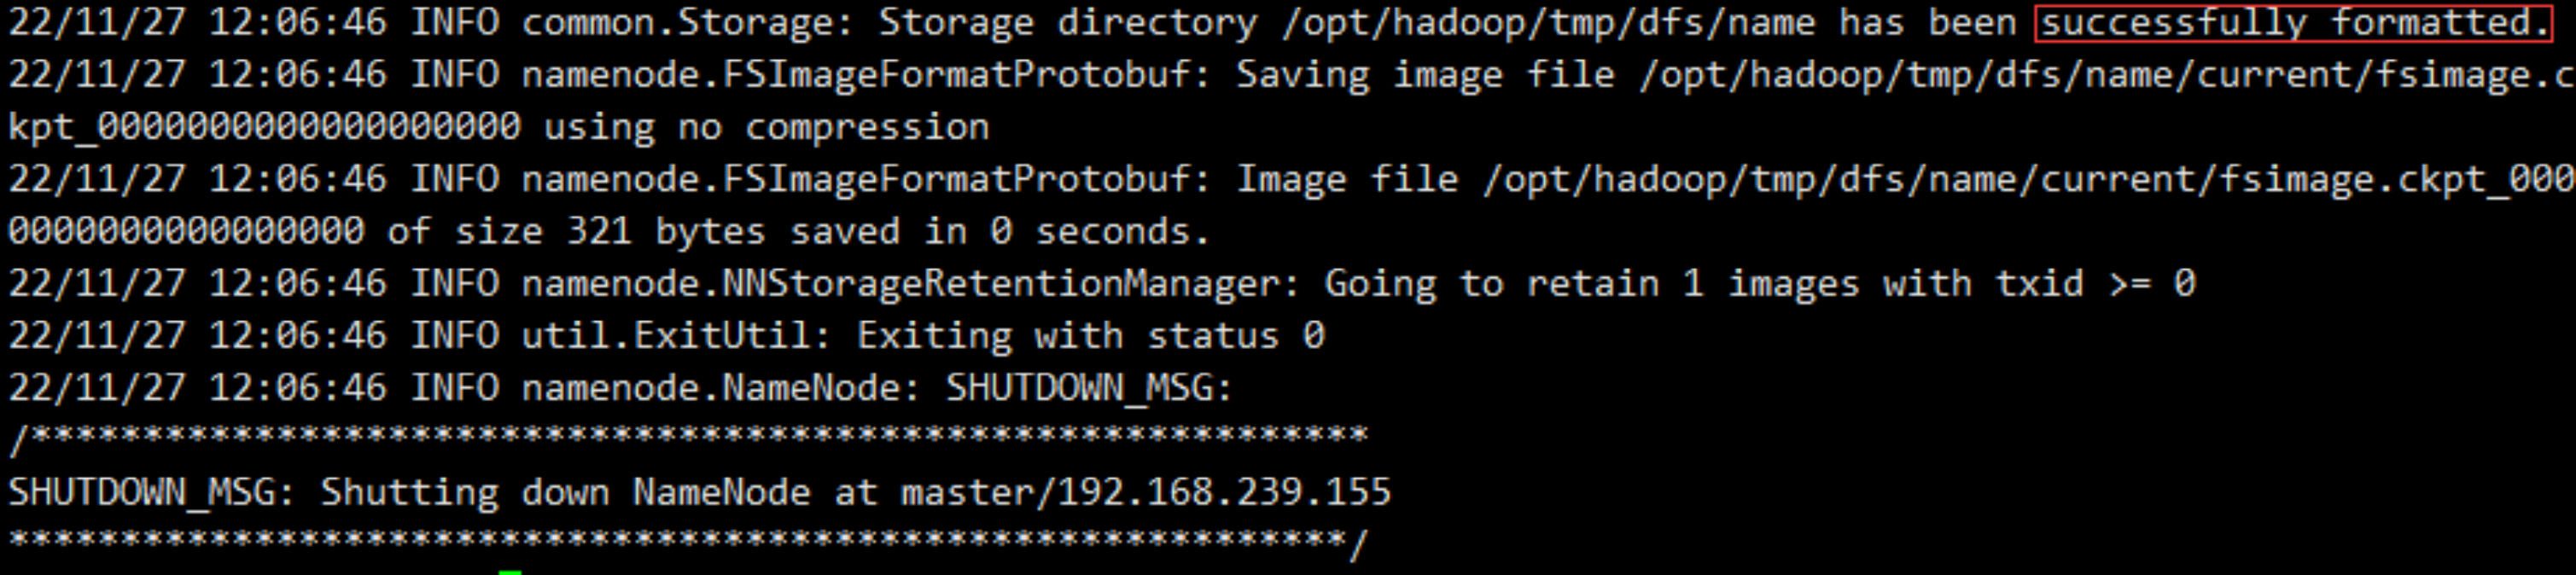 22/11/27 12:06:46 INFO common.Storage: Storage directory /opt/hadoop/tmp/dfs/name has been successfully formatted.
22/11/27 12:06:46 INFO namenode.FSImageFormatProtobuf: Saving image file /opt/hadoop/tmp/dfs/name/current/fsimage.c
kpt_0000000000000000000 using no compression
22/11/27 12:06:46 INFO namenode.FSImageFormatProtobuf: Image file /opt/hadoop/tmp/dfs/name/current/fsimage.ckpt_000
0000000000000000 of size 321 bytes saved in 0 seconds.
22/11/27 12:06:46 INFO namenode.NNStorageRetentionManager: Going to retain 1 images with txid >= 0
22/11/27 12:06:46 INFO util.ExitUtil: Exiting with status 0
22/11/27 12:06:46 INFO namenode.NameNode: SHUTDOWN_MSG:
/************************************************************
SHUTDOWN_MSG: Shutting down NameNode at master/192.168.239.155
************************************************************/